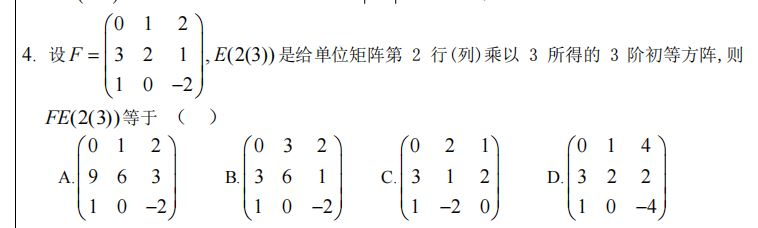 4. 设 F = \begin{pmatrix} 0 & 1 & 2 \\ 3 & 2 & 1 \\ 1 & 0 & -2 \end{pmatrix}, E(2(3)) 是给单位矩阵第 2 行(列)乘以 3 所得的 3 阶初等方阵,则
FE(2(3))等于 ( )
A. \begin{pmatrix} 0 & 1 & 2 \\ 9 & 6 & 3 \\ 1 & 0 & -2 \end{pmatrix} B. \begin{pmatrix} 0 & 3 & 2 \\ 3 & 6 & 1 \\ 1 & 0 & -2 \end{pmatrix} C. \begin{pmatrix} 0 & 2 & 1 \\ 3 & 1 & 2 \\ 1 & -2 & 0 \end{pmatrix} D. \begin{pmatrix} 0 & 1 & 4 \\ 3 & 2 & 2 \\ 1 & 0 & -4 \end{pmatrix}